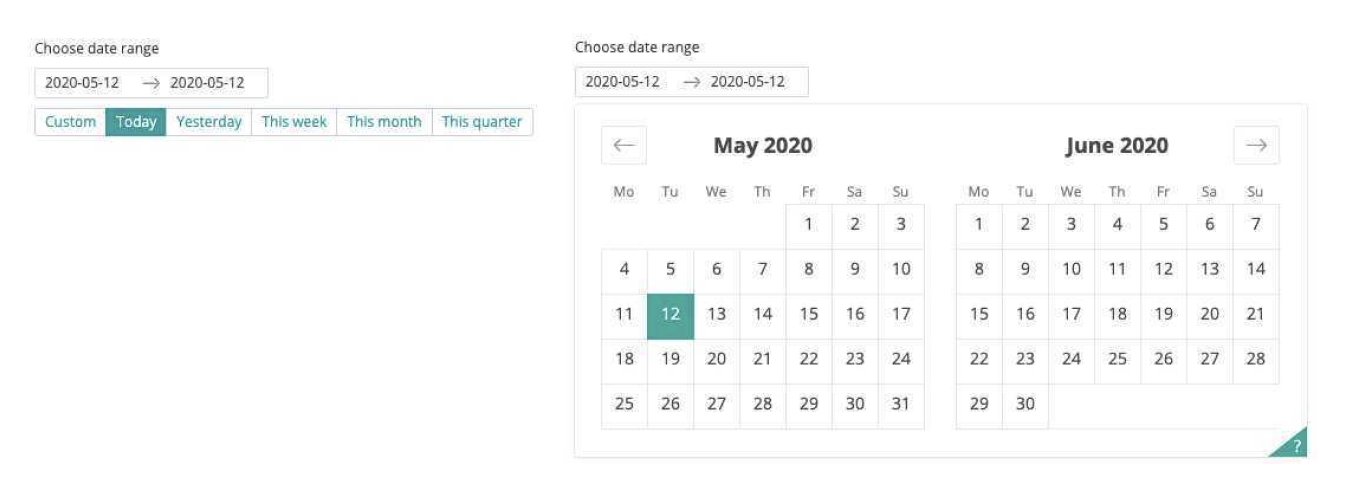 Choose date range
2020-05-12 → 2020-05-12
Custom Today Yesterday This week This month This quarter
Choose date range
2020-05-12 → 2020-05-12
← May 2020 June 2020 →
Mo Tu We Th Fr Sa Su Mo Tu We Th Fr Sa Su
1 2 3 1 2 3 4 5 6 7
4 5 6 7 8 9 10 8 9 10 11 12 13 14
11 12 13 14 15 16 17 15 16 17 18 19 20 21
18 19 20 21 22 23 24 22 23 24 25 26 27 28
25 26 27 28 29 30 31 29 30
?